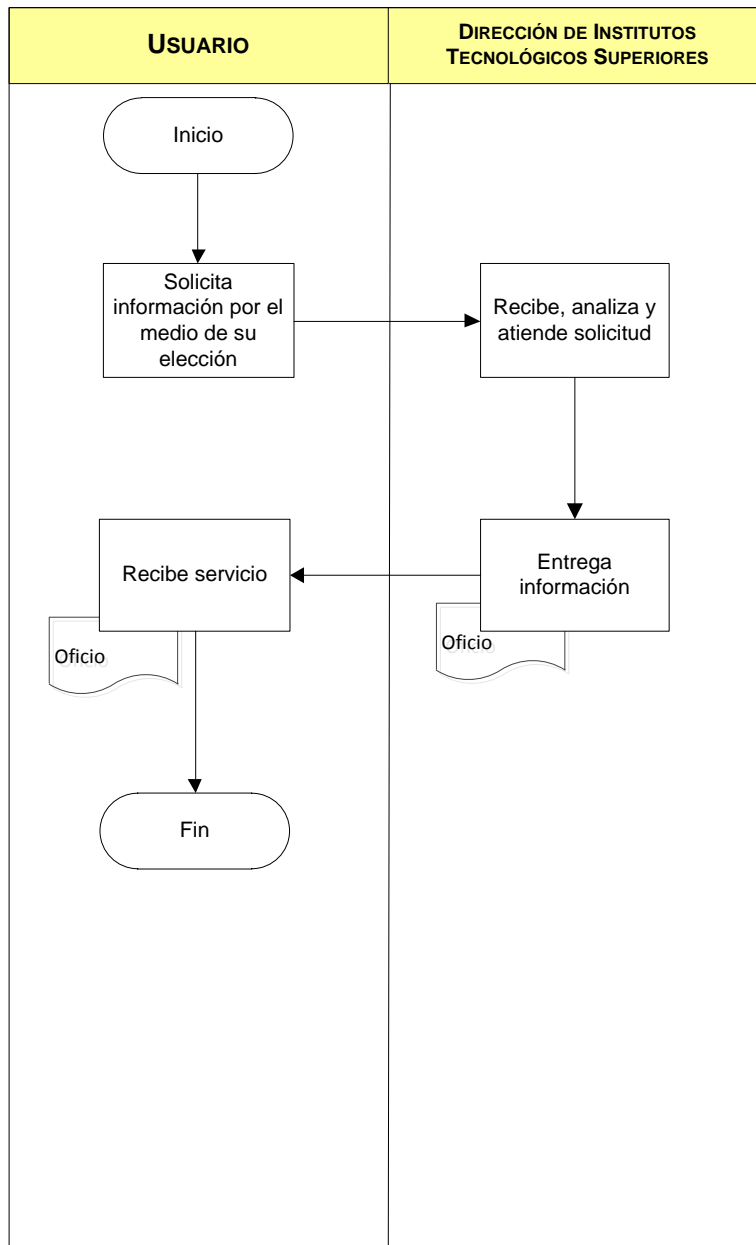 USUARIO
DIRECCIÓN DE INSTITUTOS
TECNOLÓGICOS SUPERIORES
Inicio
Solicita
información por el
medio de su
elección
Recibe, analiza y
atiende solicitud
Entrega
información
Oficio
Recibe servicio
Oficio
Fin